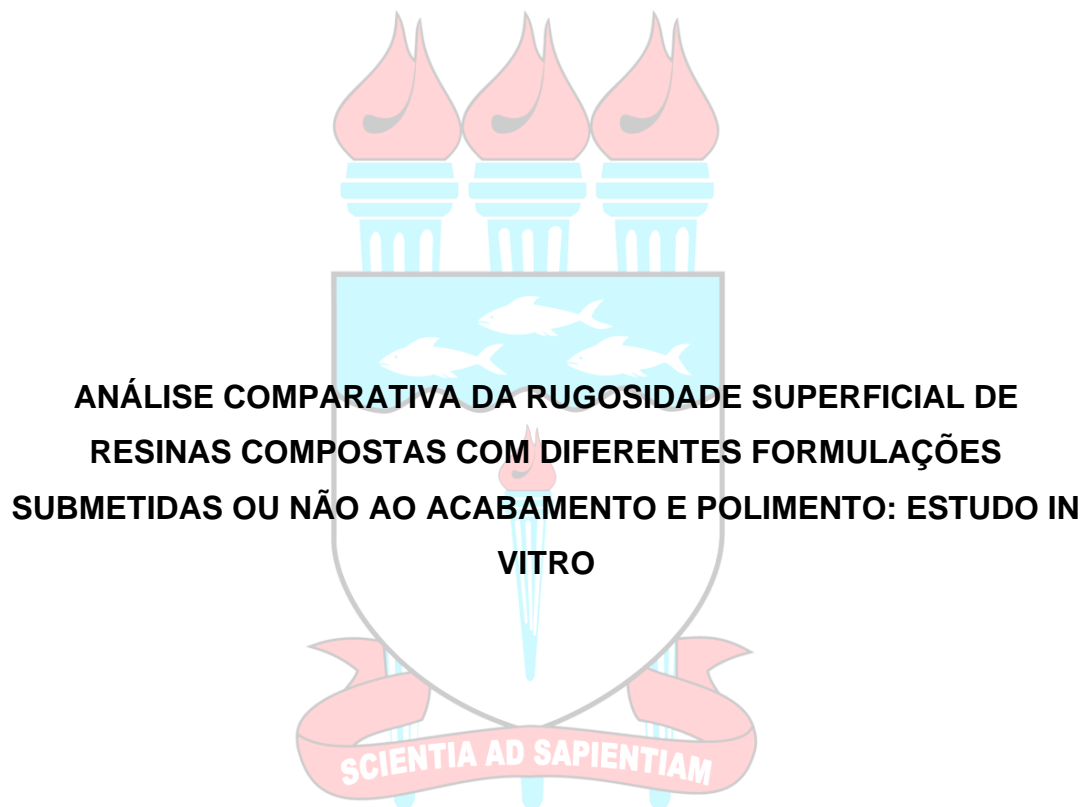 ANÁLISE COMPARATIVA DA RUGOSIDADE SUPERFICIAL DE
RESINAS COMPOSTAS COM DIFERENTES FORMULAÇÕES
SUBMETIDAS OU NÃO AO ACABAMENTO E POLIMENTO: ESTUDO IN
VITRO
SCIENTIA AD SAPIENTIAM